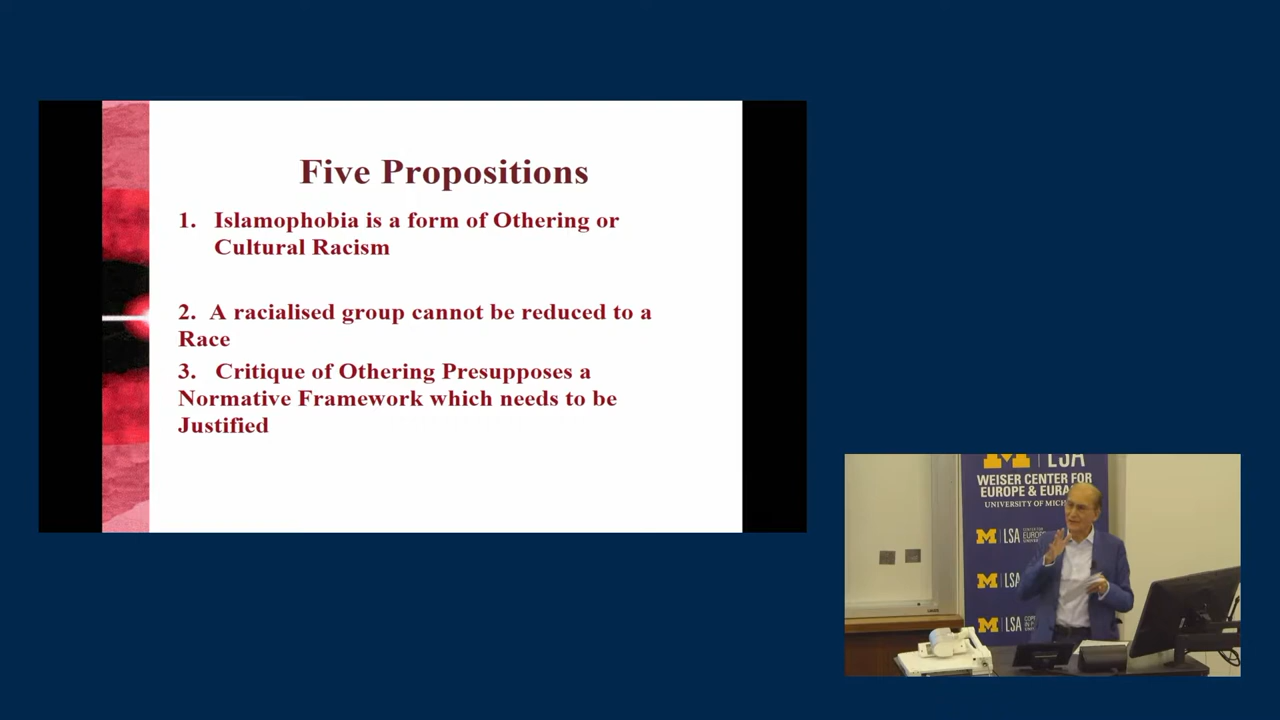 Five Propositions
1. Islamophobia is a form of Othering or
Cultural Racism
2. A racialised group cannot be reduced to a
Race
3. Critique of Othering Presupposes a
Normative Framework which needs to be
Justified
M LSA
WEISER CENTER FOR
EUROPE & EURA
UNIVERSITY OF MICH
M LSA
M LSA
M LSA